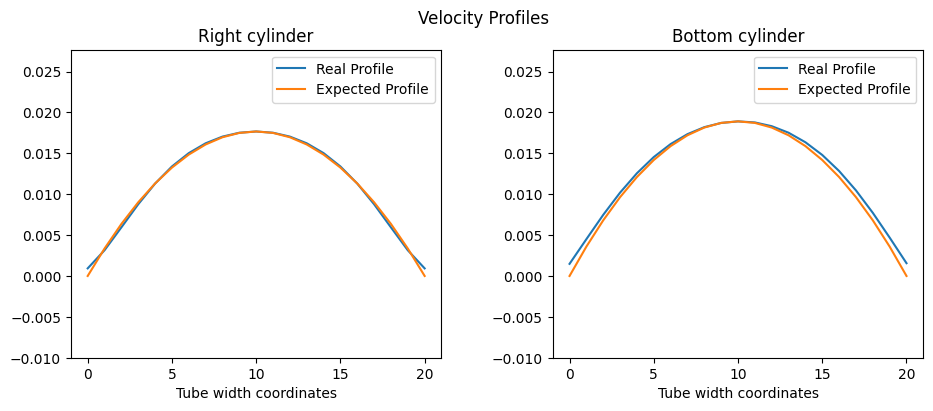 Velocity Profiles
Right cylinder
Real Profile
Expected Profile
0.025
0.020
0.015
0.010
0.005
0.000
−0.005
−0.010
0 5 10 15 20
Tube width coordinates
Bottom cylinder
Real Profile
Expected Profile
0.025
0.020
0.015
0.010
0.005
0.000
−0.005
−0.010
0 5 10 15 20
Tube width coordinates